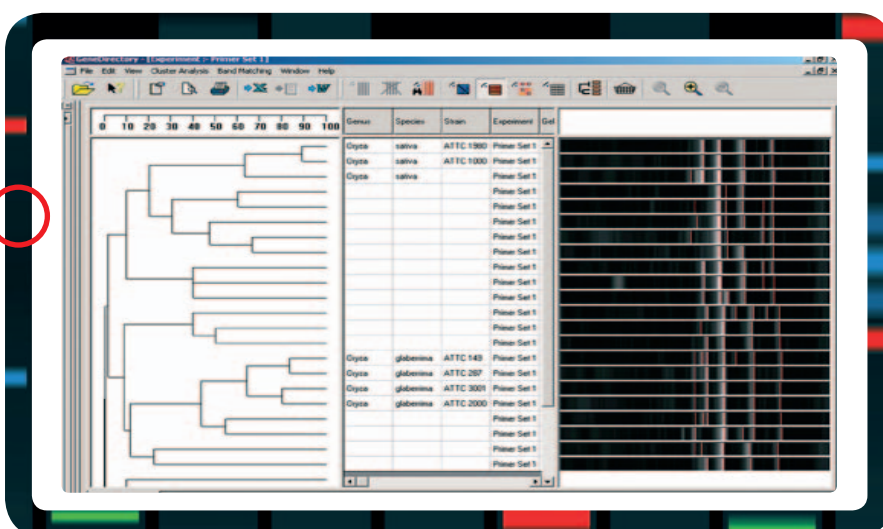 GeneDirectory - [Experiment :- Primer Set 1]
File Edit View Cluster Analysis Band Matching Window Help
0 10 20 30 40 50 60 70 80 90 100
Genus Species Strain Experiment Gel
Oryza sativa ATTC 1980 Primer Set 1
Oryza sativa ATTC 1000 Primer Set 1
Oryza sativa Primer Set 1
Primer Set 1
Primer Set 1
Primer Set 1
Primer Set 1
Primer Set 1
Primer Set 1
Primer Set 1
Primer Set 1
Primer Set 1
Primer Set 1
Primer Set 1
Oryza glaberrima ATTC 143 Primer Set 1
Oryza glaberrima ATTC 287 Primer Set 1
Oryza glaberrima ATTC 3001 Primer Set 1
Oryza glaberrima ATTC 2000 Primer Set 1
Primer Set 1
Primer Set 1
Primer Set 1
Primer Set 1